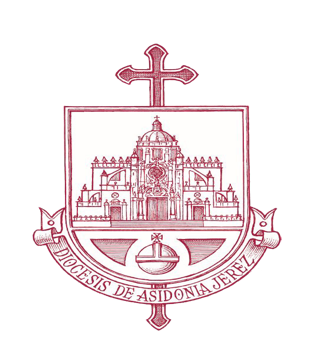 DIOCESIS DE ASIDONIA JEREZ